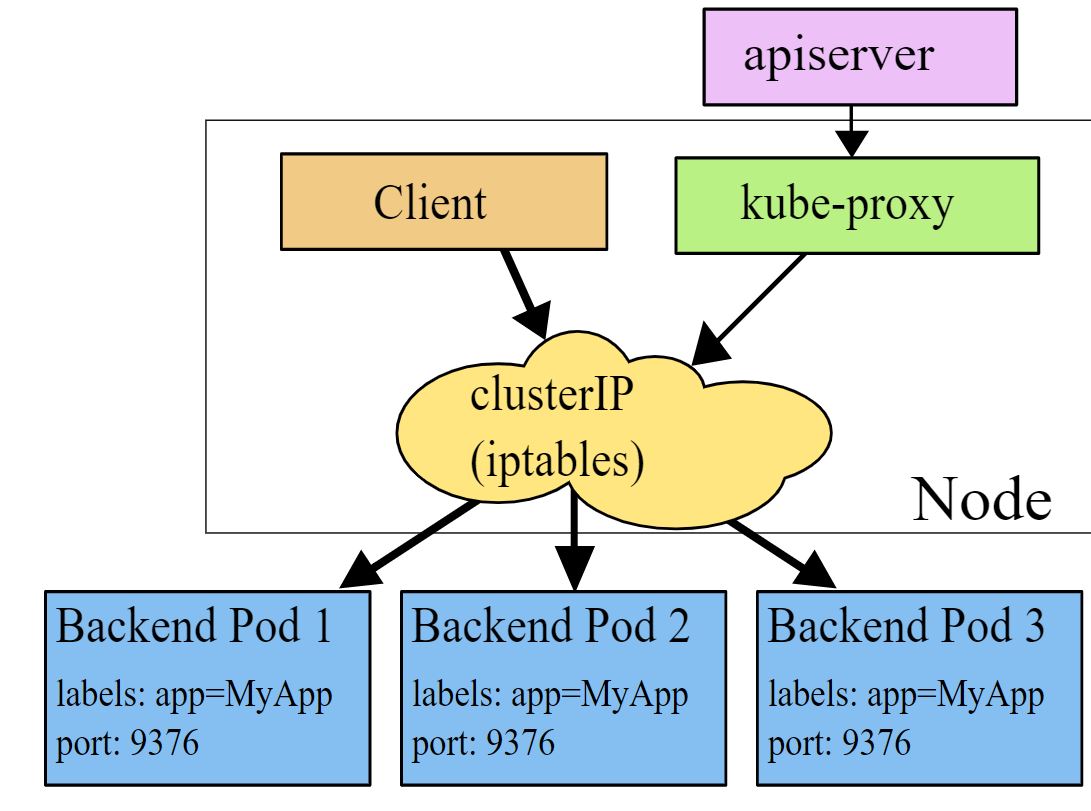 apiserver
Client
kube-proxy
clusterIP
(iptables)
Node
Backend Pod 1
labels: app=MyApp
port: 9376
Backend Pod 2
labels: app=MyApp
port: 9376
Backend Pod 3
labels: app=MyApp
port: 9376